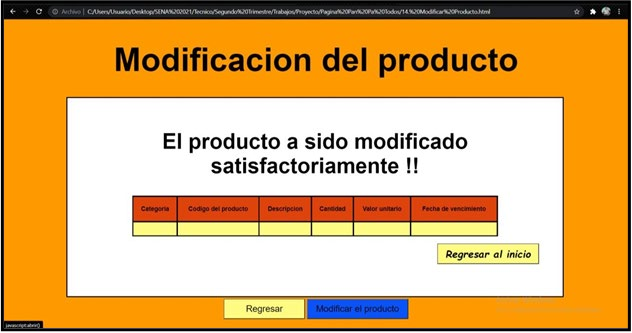 Archivo | C:/Users/Usuario/Desktop/SENA%202021/Tecnico/Segundo%20Trimestre/Trabajos/Proyecto/Pagina%20Pan%20Pa%20Todos/14.%20Modificar%20Producto.html
Modificacion del producto
El producto a sido modificado
satisfactoriamente !!
Categoria Codigo del producto Descripcion Cantidad Valor unitario Fecha de vencimiento
Regresar al inicio
Regresar Modificar el producto
javascript:abrir()